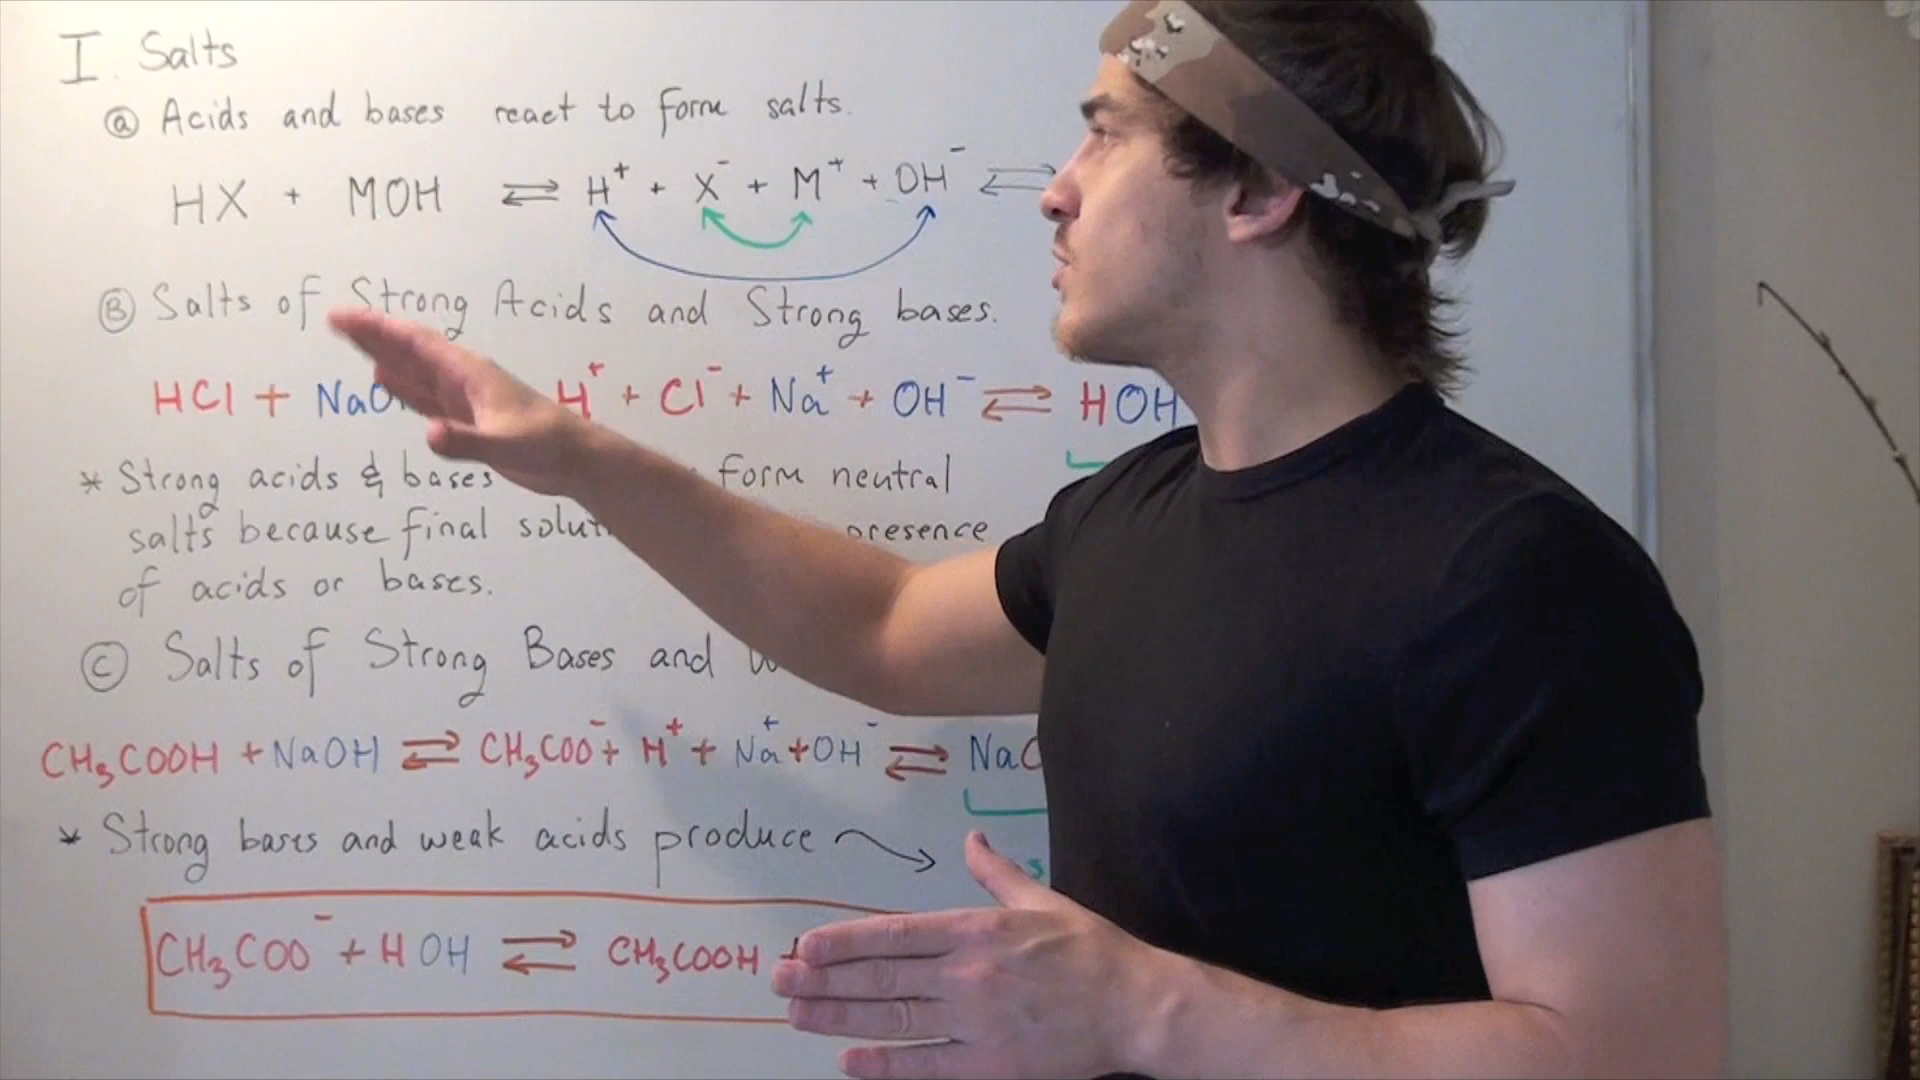 I. Salts
ⓐ Acids and bases react to form salts.
HX + MOH ⇌ H⁺ + X⁻ + M⁺ + OH⁻ ⇌
Ⓑ Salts of Strong Acids and Strong bases.
HCl + NaO H⁺ + Cl⁻ + Na⁺ + OH⁻ ⇌ HOH
* Strong acids & bases form neutral
salts because final presence
of acids or bases.
Ⓒ Salts of Strong Bases and
CH₃COOH + NaOH ⇌ CH₃COO⁻ + H⁺ + Na⁺ + OH⁻ ⇌ Na
* Strong bases and weak acids produce
CH₃COO⁻ + HOH ⇌ CH₃COOH +